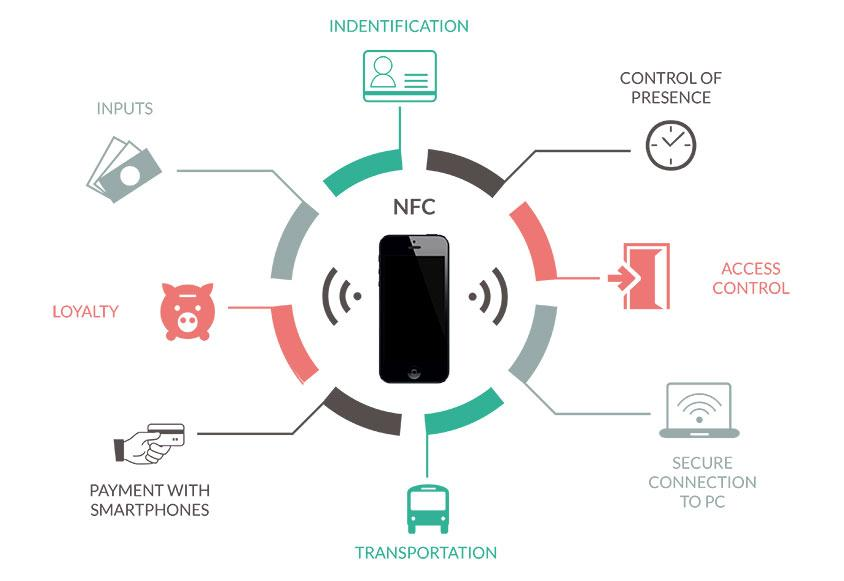 INDENTIFICATION
CONTROL OF
PRESENCE
INPUTS
NFC
ACCESS
CONTROL
LOYALTY
SECURE
CONNECTION
TO PC
PAYMENT WITH
SMARTPHONES
TRANSPORTATION